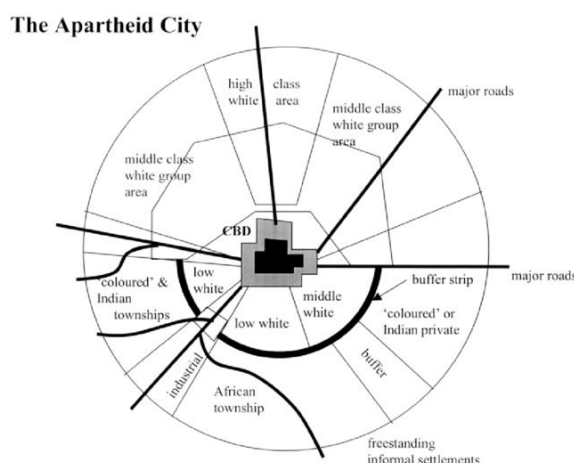 The Apartheid City
high class
white area
major roads
middle class
white group
area
middle class
white group
area
CBD
low
white
'coloured' &
Indian
townships
low white
middle
white
buffer strip
major roads
'coloured' or
Indian private
industrial
buffer
African
township
freestanding
informal settlements